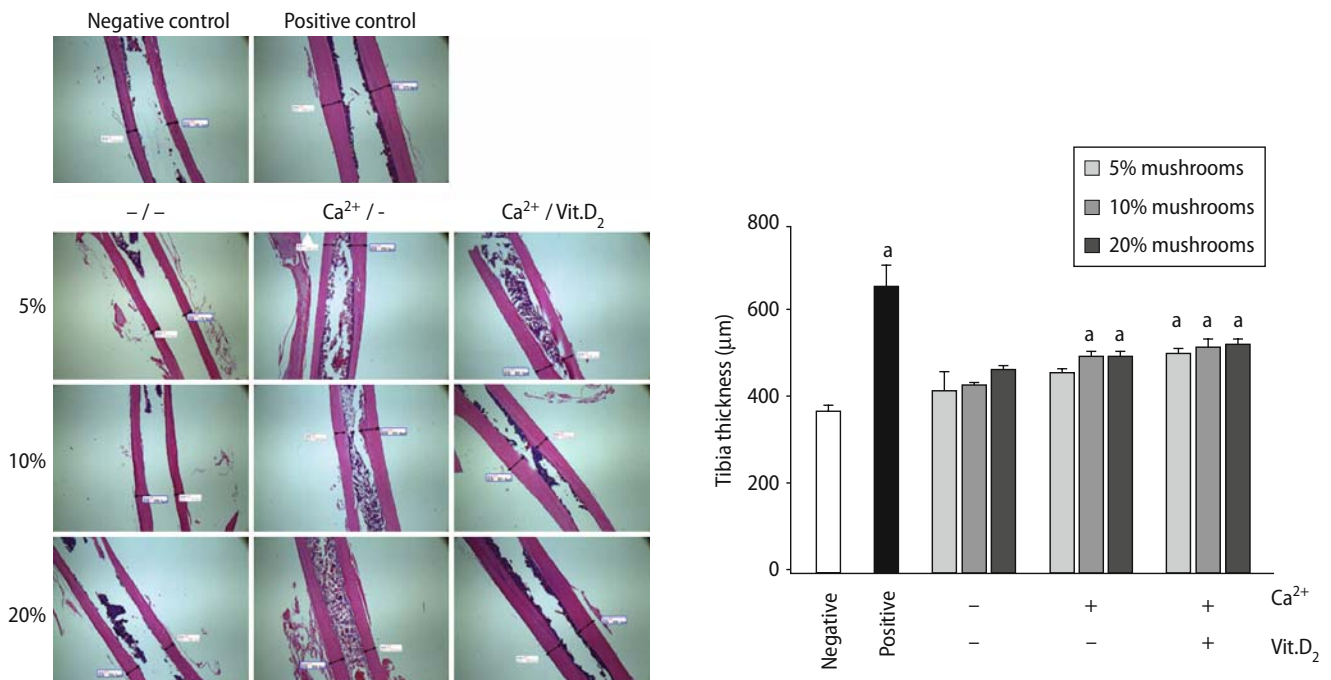 Negative control Positive control
– / – Ca²⁺ / - Ca²⁺ / Vit.D₂
5%
10%
20%
5% mushrooms
10% mushrooms
20% mushrooms
Tibia thickness (μm)
800
600
400
200
0
a
a a
a a a
Negative Positive
– + + Ca²⁺
– – + Vit.D₂